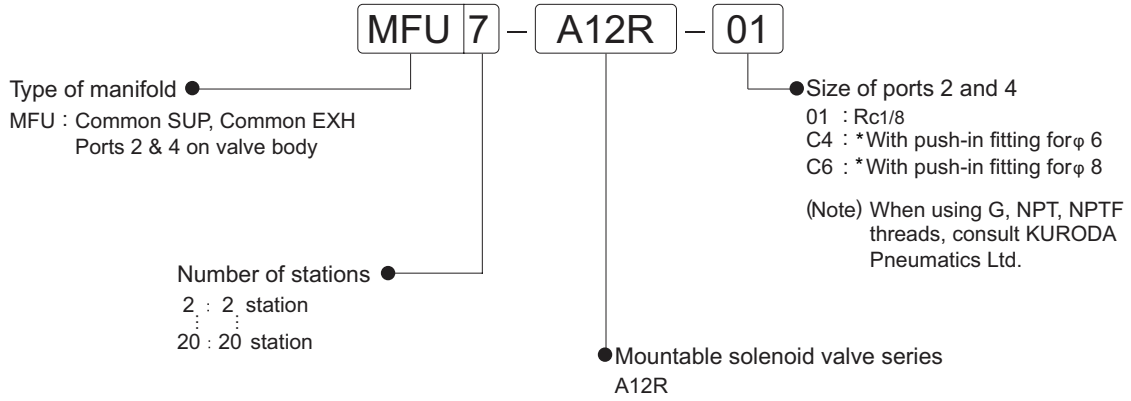 MFU 7 – A12R – 01
Type of manifold
MFU : Common SUP, Common EXH
Ports 2 & 4 on valve body
Size of ports 2 and 4
01 : Rc1/8
C4 : *With push-in fitting forφ 6
C6 : *With push-in fitting forφ 8
(Note) When using G, NPT, NPTF
threads, consult KURODA
Pneumatics Ltd.
Number of stations
2 : 2 station
⋮ ⋮
20 : 20 station
Mountable solenoid valve series
A12R